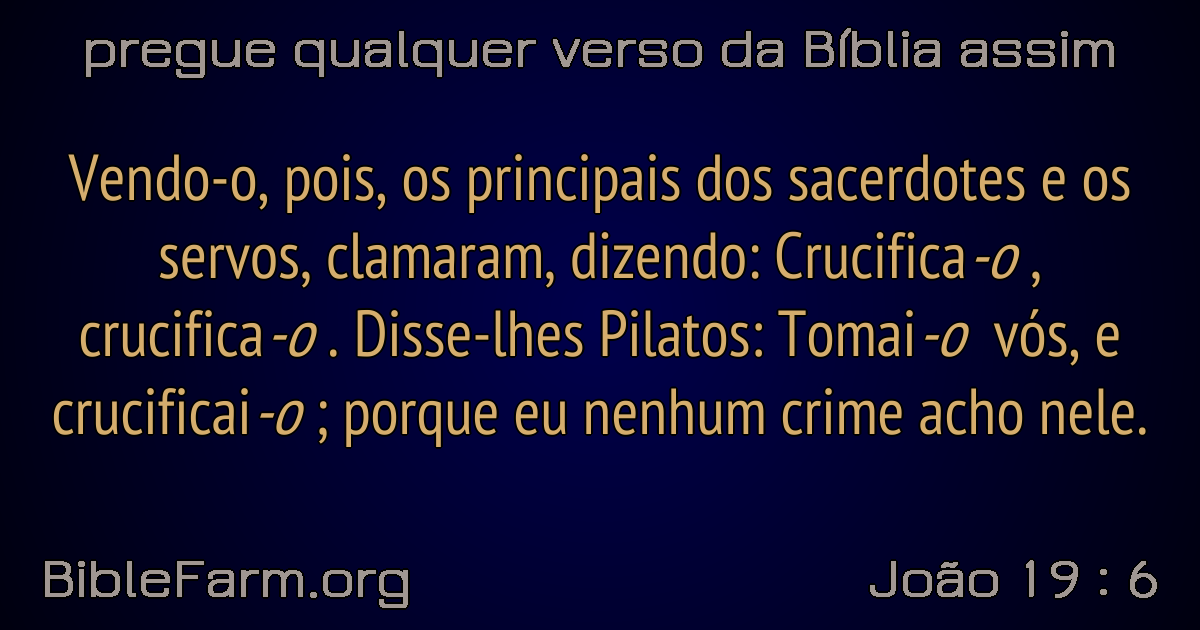 pregue qualquer verso da Bíblia assim
Vendo-o, pois, os principais dos sacerdotes e os
servos, clamaram, dizendo: Crucifica-o ,
crucifica-o . Disse-lhes Pilatos: Tomai-o vós, e
crucificai-o ; porque eu nenhum crime acho nele.
BibleFarm.org
João 19 : 6